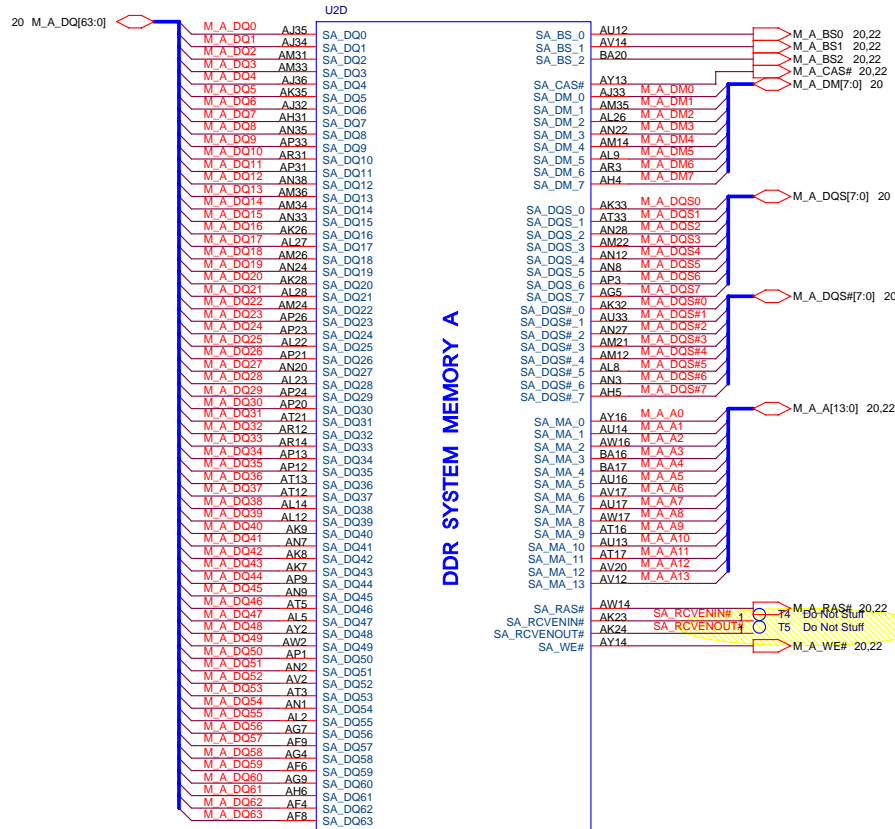 U2D
20 M_A_DQ[63:0]
M_A_DQ0 AJ35 SA_DQ0
M_A_DQ1 AJ34 SA_DQ1
M_A_DQ2 AM31 SA_DQ2
M_A_DQ3 AM33 SA_DQ3
M_A_DQ4 AJ36 SA_DQ4
M_A_DQ5 AK35 SA_DQ5
M_A_DQ6 AJ32 SA_DQ6
M_A_DQ7 AH31 SA_DQ7
M_A_DQ8 AN35 SA_DQ8
M_A_DQ9 AP33 SA_DQ9
M_A_DQ10 AR31 SA_DQ10
M_A_DQ11 AP31 SA_DQ11
M_A_DQ12 AN38 SA_DQ12
M_A_DQ13 AM36 SA_DQ13
M_A_DQ14 AM34 SA_DQ14
M_A_DQ15 AN33 SA_DQ15
M_A_DQ16 AK26 SA_DQ16
M_A_DQ17 AL27 SA_DQ17
M_A_DQ18 AM26 SA_DQ18
M_A_DQ19 AN24 SA_DQ19
M_A_DQ20 AK28 SA_DQ20
M_A_DQ21 AL28 SA_DQ21
M_A_DQ22 AM24 SA_DQ22
M_A_DQ23 AP26 SA_DQ23
M_A_DQ24 AP23 SA_DQ24
M_A_DQ25 AL22 SA_DQ25
M_A_DQ26 AP21 SA_DQ26
M_A_DQ27 AN20 SA_DQ27
M_A_DQ28 AL23 SA_DQ28
M_A_DQ29 AP24 SA_DQ29
M_A_DQ30 AP20 SA_DQ30
M_A_DQ31 AT21 SA_DQ31
M_A_DQ32 AR12 SA_DQ32
M_A_DQ33 AR14 SA_DQ33
M_A_DQ34 AP13 SA_DQ34
M_A_DQ35 AP12 SA_DQ35
M_A_DQ36 AT13 SA_DQ36
M_A_DQ37 AT12 SA_DQ37
M_A_DQ38 AL14 SA_DQ38
M_A_DQ39 AL12 SA_DQ39
M_A_DQ40 AK9 SA_DQ40
M_A_DQ41 AN7 SA_DQ41
M_A_DQ42 AK8 SA_DQ42
M_A_DQ43 AK7 SA_DQ43
M_A_DQ44 AP9 SA_DQ44
M_A_DQ45 AN9 SA_DQ45
M_A_DQ46 AT5 SA_DQ46
M_A_DQ47 AL5 SA_DQ47
M_A_DQ48 AY2 SA_DQ48
M_A_DQ49 AW2 SA_DQ49
M_A_DQ50 AP1 SA_DQ50
M_A_DQ51 AN2 SA_DQ51
M_A_DQ52 AV2 SA_DQ52
M_A_DQ53 AT3 SA_DQ53
M_A_DQ54 AN1 SA_DQ54
M_A_DQ55 AL2 SA_DQ55
M_A_DQ56 AG7 SA_DQ56
M_A_DQ57 AF9 SA_DQ57
M_A_DQ58 AG4 SA_DQ58
M_A_DQ59 AF6 SA_DQ59
M_A_DQ60 AG9 SA_DQ60
M_A_DQ61 AH6 SA_DQ61
M_A_DQ62 AF4 SA_DQ62
M_A_DQ63 AF8 SA_DQ63
DDR SYSTEM MEMORY A
SA_BS_0 AU12 M_A_BS0 20,22
SA_BS_1 AV14 M_A_BS1 20,22
SA_BS_2 BA20 M_A_BS2 20,22
SA_CAS# AY13 M_A_CAS# 20,22
M_A_DM[7:0] 20
SA_DM_0 AJ33 M_A_DM0
SA_DM_1 AM35 M_A_DM1
SA_DM_2 AL26 M_A_DM2
SA_DM_3 AN22 M_A_DM3
SA_DM_4 AM14 M_A_DM4
SA_DM_5 AL9 M_A_DM5
SA_DM_6 AR3 M_A_DM6
SA_DM_7 AH4 M_A_DM7
M_A_DQS[7:0] 20
SA_DQS_0 AK33 M_A_DQS0
SA_DQS_1 AT33 M_A_DQS1
SA_DQS_2 AN28 M_A_DQS2
SA_DQS_3 AM22 M_A_DQS3
SA_DQS_4 AN12 M_A_DQS4
SA_DQS_5 AN8 M_A_DQS5
SA_DQS_6 AP3 M_A_DQS6
SA_DQS_7 AG5 M_A_DQS7
M_A_DQS#[7:0] 20
SA_DQS#_0 AK32 M_A_DQS#0
SA_DQS#_1 AU33 M_A_DQS#1
SA_DQS#_2 AN27 M_A_DQS#2
SA_DQS#_3 AM21 M_A_DQS#3
SA_DQS#_4 AM12 M_A_DQS#4
SA_DQS#_5 AL8 M_A_DQS#5
SA_DQS#_6 AN3 M_A_DQS#6
SA_DQS#_7 AH5 M_A_DQS#7
M_A_A[13:0] 20,22
SA_MA_0 AY16 M_A_A0
SA_MA_1 AU14 M_A_A1
SA_MA_2 AW16 M_A_A2
SA_MA_3 BA16 M_A_A3
SA_MA_4 BA17 M_A_A4
SA_MA_5 AU16 M_A_A5
SA_MA_6 AV17 M_A_A6
SA_MA_7 AU17 M_A_A7
SA_MA_8 AW17 M_A_A8
SA_MA_9 AT16 M_A_A9
SA_MA_10 AU13 M_A_A10
SA_MA_11 AT17 M_A_A11
SA_MA_12 AV20 M_A_A12
SA_MA_13 AV12 M_A_A13
SA_RAS# AW14 M_A_RAS# 20,22
SA_RCVENIN# AK23 SA_RCVENIN# 1 T4 Do Not Stuff
SA_RCVENOUT# AK24 SA_RCVENOUT# 1 T5 Do Not Stuff
SA_WE# AY14 M_A_WE# 20,22